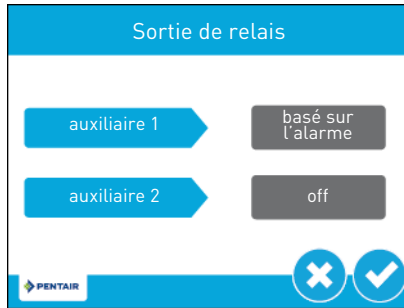 Sortie de relais
auxiliaire 1
basé sur
l'alarme
auxiliaire 2
off
PENTAIR